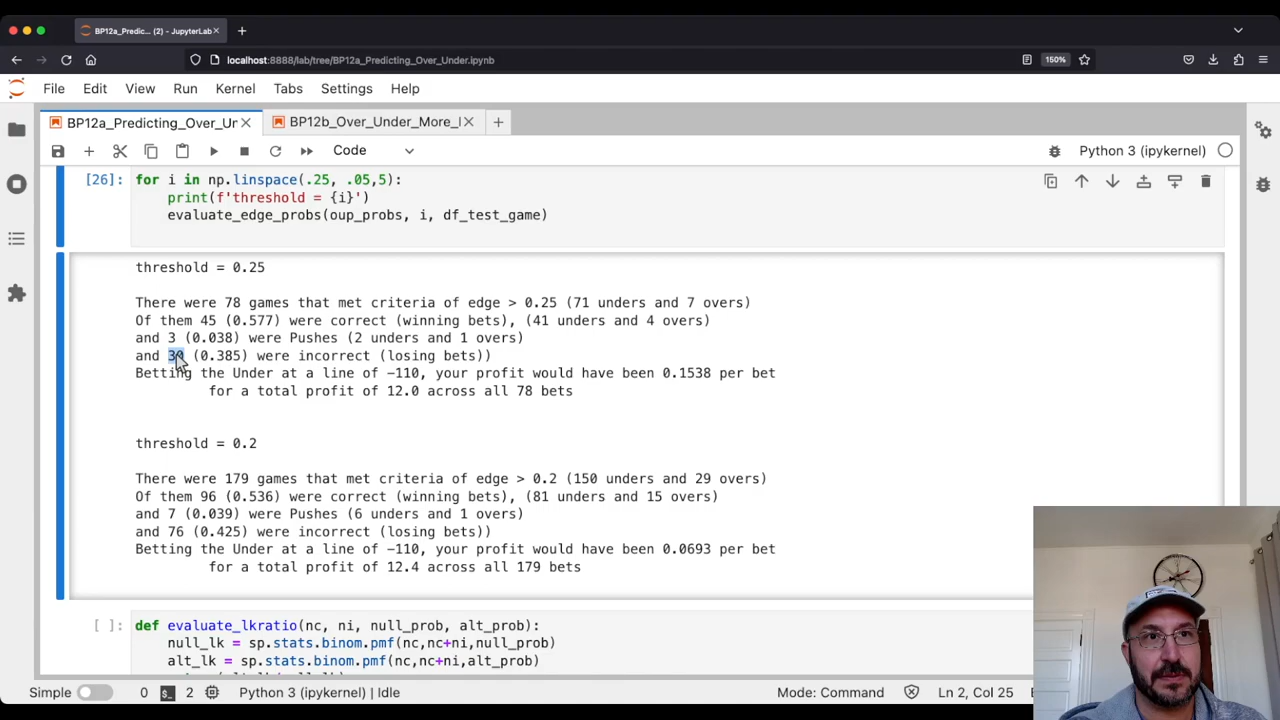 BP12a_Predic... (2) - JupyterLab
localhost:8888/lab/tree/BP12a_Predicting_Over_Under.ipynb
150%
File Edit View Run Kernel Tabs Settings Help
BP12a_Predicting_Over_Ur
BP12b_Over_Under_More_I
Code
Python 3 (ipykernel)
[26]: for i in np.linspace(.25, .05,5):
print(f'threshold = {i}')
evaluate_edge_probs(oup_probs, i, df_test_game)
threshold = 0.25
There were 78 games that met criteria of edge > 0.25 (71 unders and 7 overs)
Of them 45 (0.577) were correct (winning bets), (41 unders and 4 overs)
and 3 (0.038) were Pushes (2 unders and 1 overs)
and 30 (0.385) were incorrect (losing bets))
Betting the Under at a line of -110, your profit would have been 0.1538 per bet
for a total profit of 12.0 across all 78 bets
threshold = 0.2
There were 179 games that met criteria of edge > 0.2 (150 unders and 29 overs)
Of them 96 (0.536) were correct (winning bets), (81 unders and 15 overs)
and 7 (0.039) were Pushes (6 unders and 1 overs)
and 76 (0.425) were incorrect (losing bets))
Betting the Under at a line of -110, your profit would have been 0.0693 per bet
for a total profit of 12.4 across all 179 bets
[ ]: def evaluate_lkratio(nc, ni, null_prob, alt_prob):
null_lk = sp.stats.binom.pmf(nc,nc+ni,null_prob)
alt_lk = sp.stats.binom.pmf(nc,nc+ni,alt_prob)
Simple 0 2 Python 3 (ipykernel) | Idle Mode: Command Ln 2, Col 25